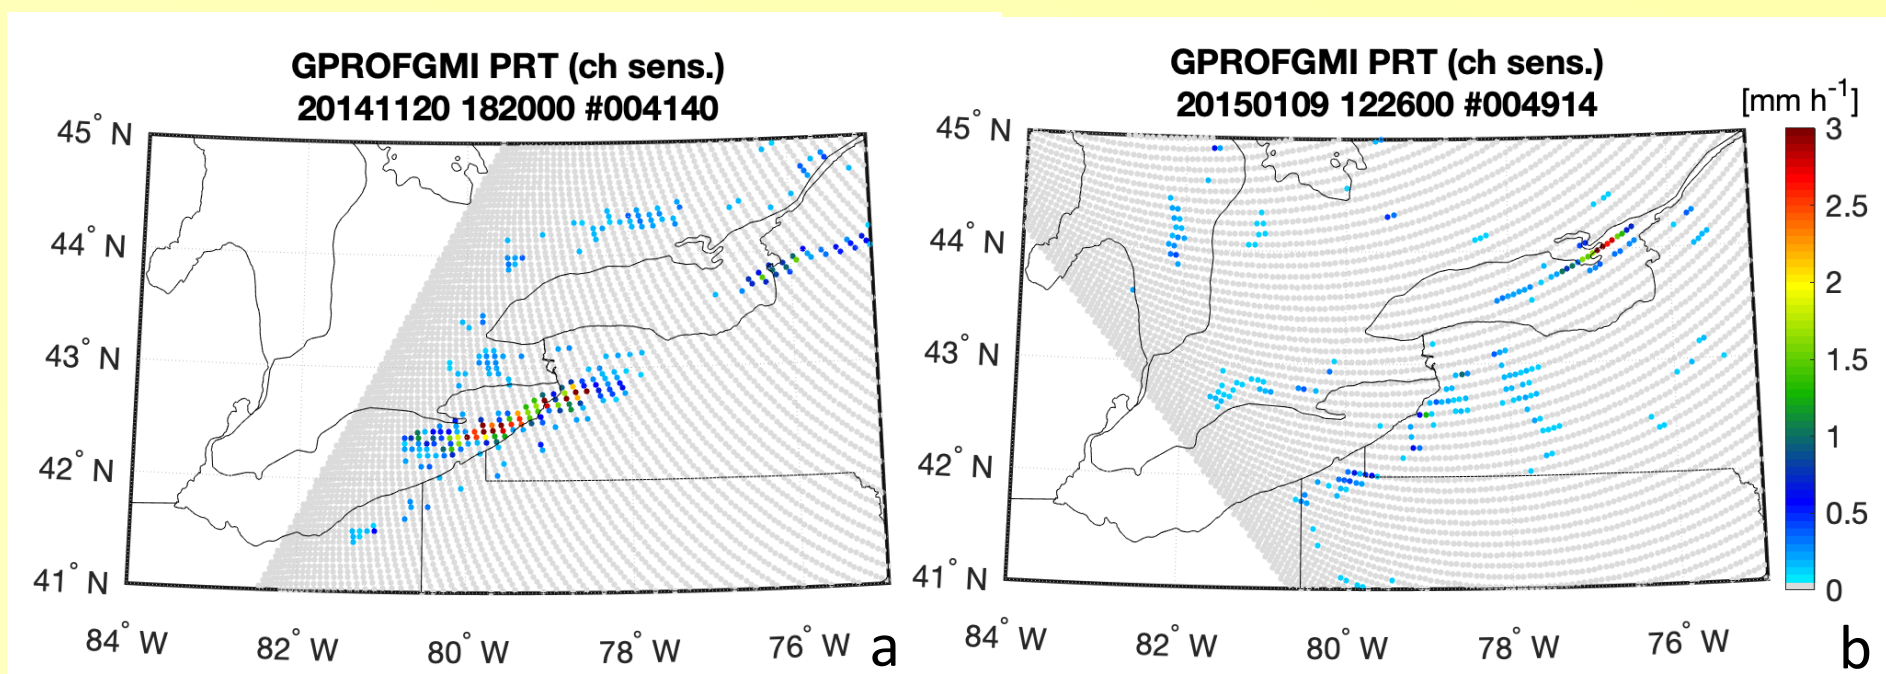 GPROFGMI PRT (ch sens.)
20141120 182000 #004140
45° N
44° N
43° N
42° N
41° N
84° W
82° W
80° W
78° W
76° W
a
GPROFGMI PRT (ch sens.)
20150109 122600 #004914
45° N
44° N
43° N
42° N
41° N
84° W
82° W
80° W
78° W
76° W
b
[mm h⁻¹]
3
2.5
2
1.5
1
0.5
0